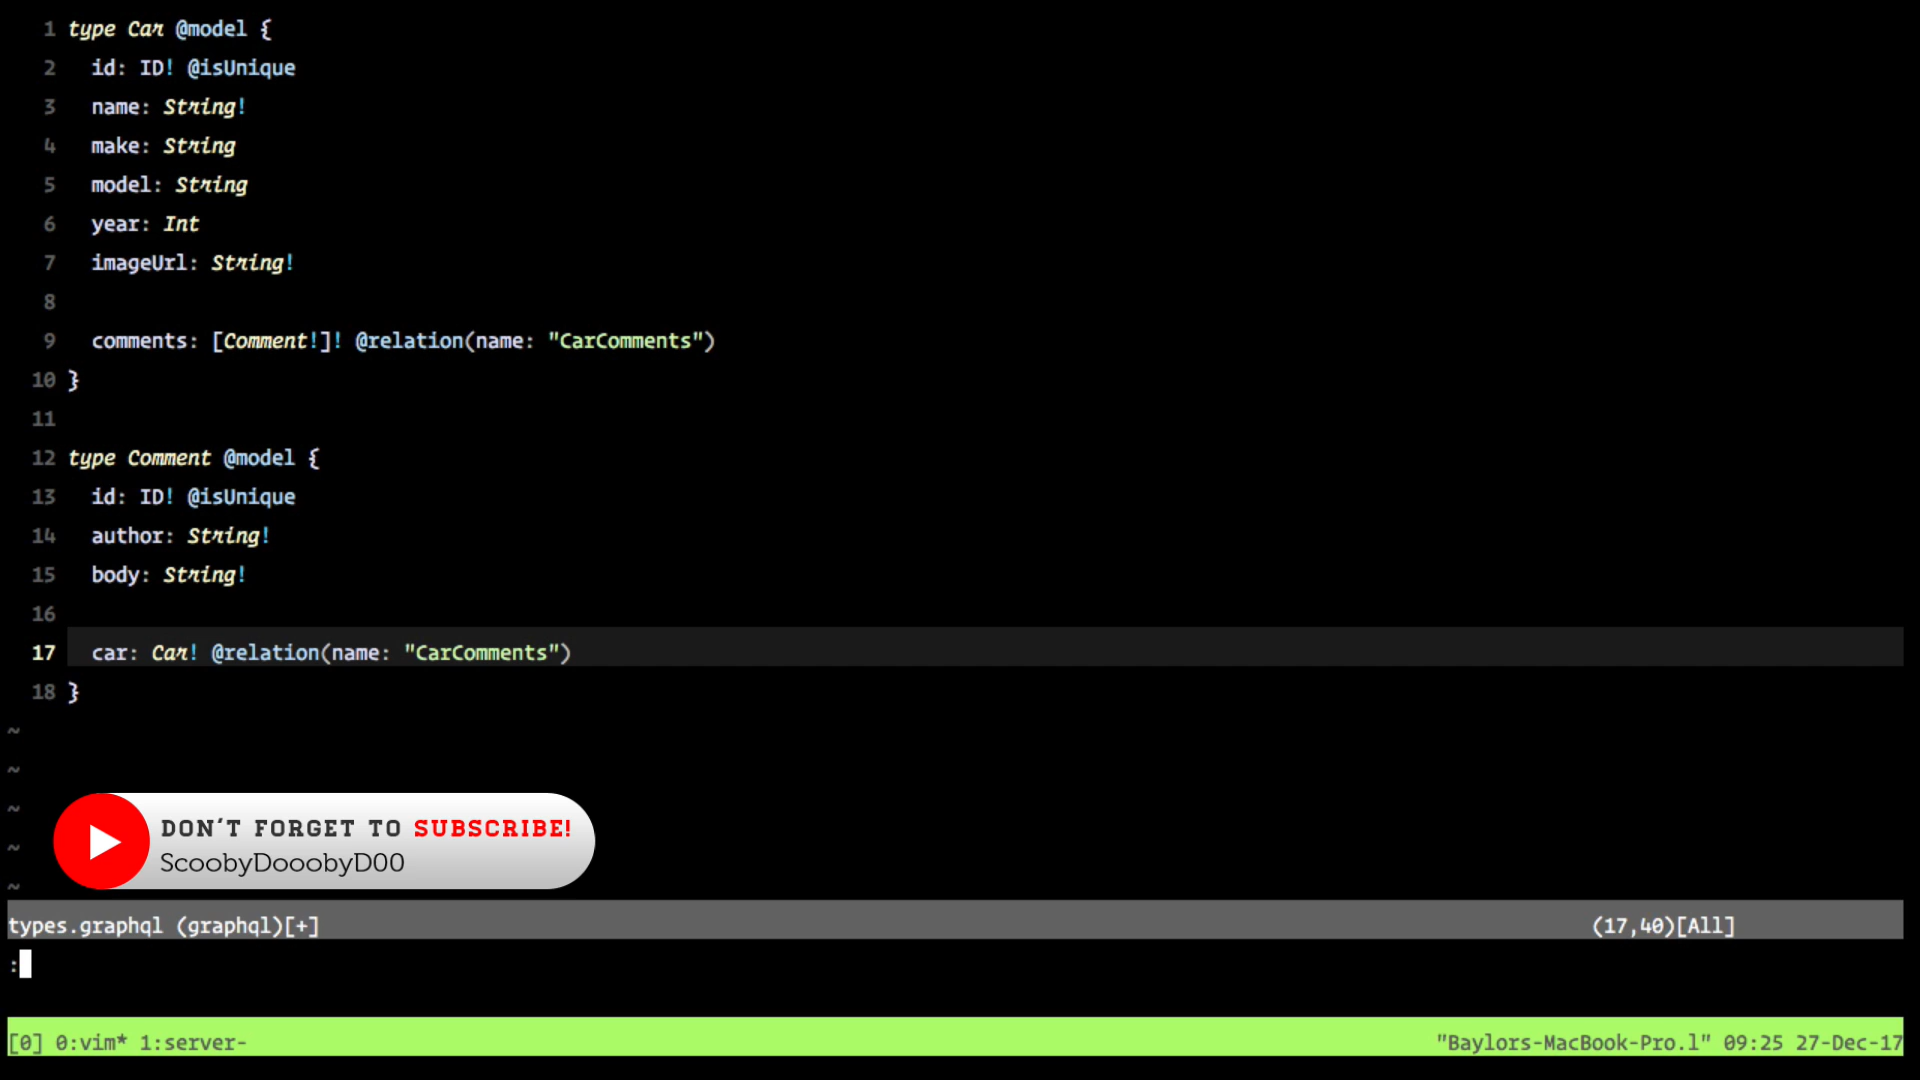 1 type Car @model {
2 id: ID! @isUnique
3 name: String!
4 make: String
5 model: String
6 year: Int
7 imageUrl: String!
8
9 comments: [Comment!]! @relation(name: "CarComments")
10 }
11
12 type Comment @model {
13 id: ID! @isUnique
14 author: String!
15 body: String!
16
17 car: Car! @relation(name: "CarComments")
18 }
~
~
~
~
~
DON'T FORGET TO SUBSCRIBE!
ScoobyDooobyD00
types.graphql (graphql)[+] (17,40)[All]
:
[0] 0:vim* 1:server- "Baylors-MacBook-Pro.l" 09:25 27-Dec-17